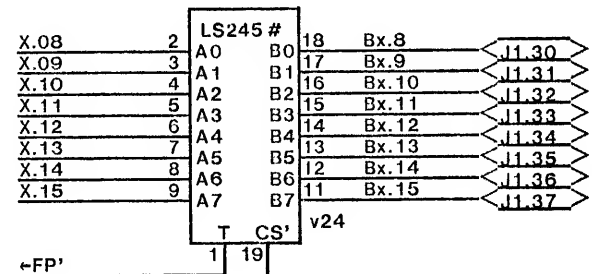 LS245 #
X.08 2 A0 B0 18 Bx.8 J1.30
X.09 3 A1 B1 17 Bx.9 J1.31
X.10 4 A2 B2 16 Bx.10 J1.32
X.11 5 A3 B3 15 Bx.11 J1.33
X.12 6 A4 B4 14 Bx.12 J1.34
X.13 7 A5 B5 13 Bx.13 J1.35
X.14 8 A6 B6 12 Bx.14 J1.36
X.15 9 A7 B7 11 Bx.15 J1.37
T CS' v24
1 19
←FP'